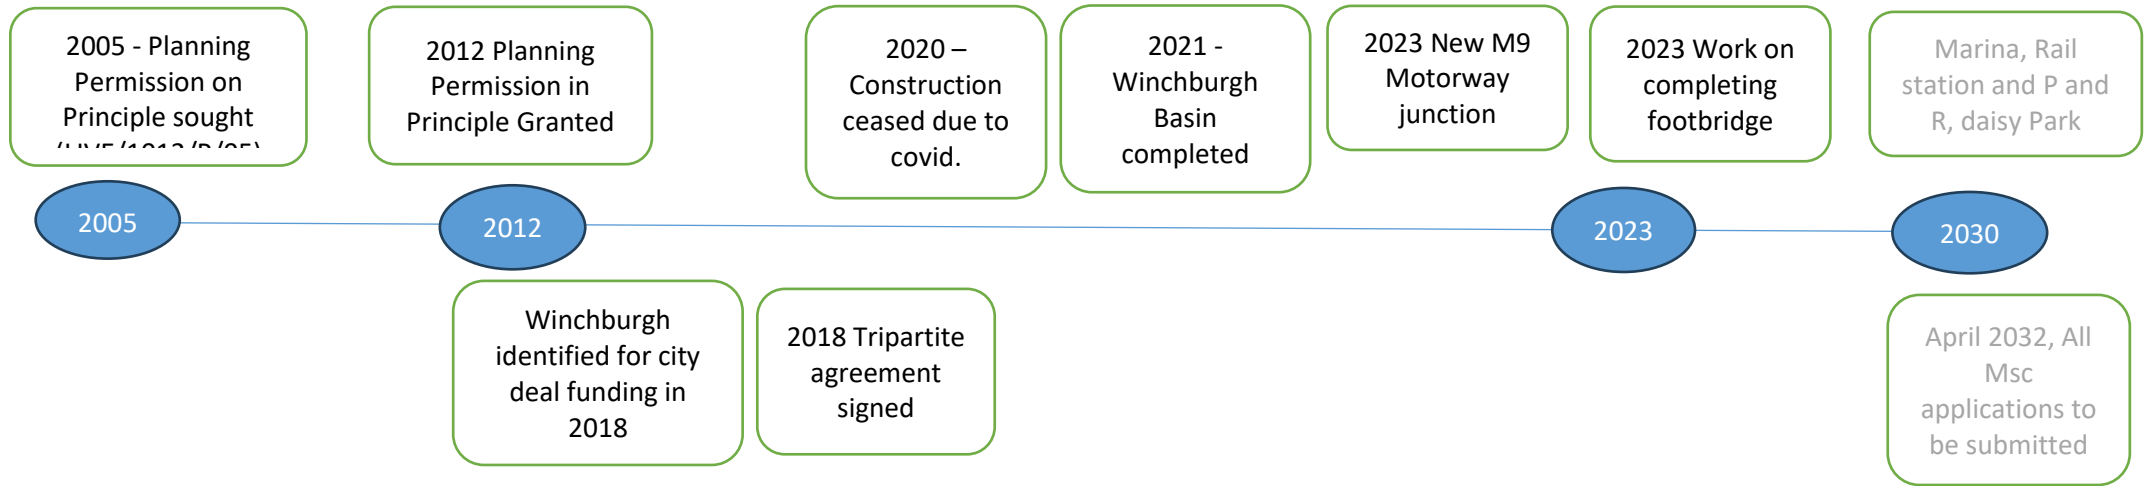 2005 - Planning
Permission on
Principle sought
2012 Planning
Permission in
Principle Granted
2020 –
Construction
ceased due to
covid.
2021 -
Winchburgh
Basin
completed
2023 New M9
Motorway
junction
2023 Work on
completing
footbridge
Marina, Rail
station and P and
R, daisy Park
2005
2012
2023
2030
Winchburgh
identified for city
deal funding in
2018
2018 Tripartite
agreement
signed
April 2032, All
Msc
applications to
be submitted